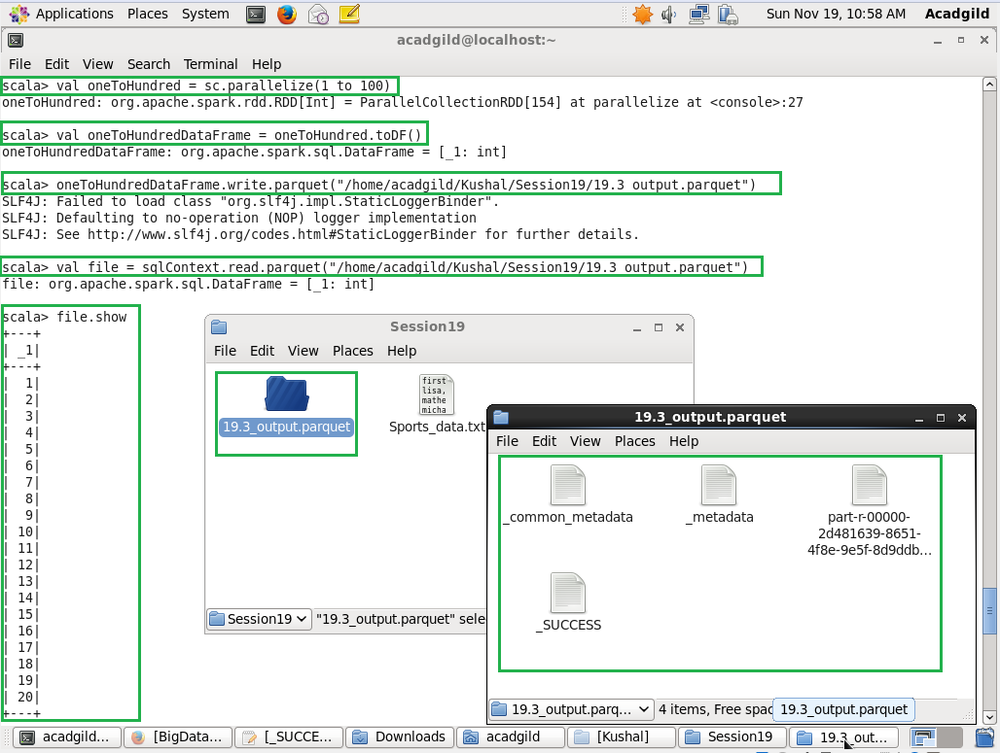 Applications Places System
Sun Nov 19, 10:58 AM Acadgild
acadgild@localhost:~
File Edit View Search Terminal Help
scala> val oneToHundred = sc.parallelize(1 to 100)
oneToHundred: org.apache.spark.rdd.RDD[Int] = ParallelCollectionRDD[154] at parallelize at <console>:27
scala> val oneToHundredDataFrame = oneToHundred.toDF()
oneToHundredDataFrame: org.apache.spark.sql.DataFrame = [_1: int]
scala> oneToHundredDataFrame.write.parquet("/home/acadgild/Kushal/Session19/19.3 output.parquet")
SLF4J: Failed to load class "org.slf4j.impl.StaticLoggerBinder".
SLF4J: Defaulting to no-operation (NOP) logger implementation
SLF4J: See http://www.slf4j.org/codes.html#StaticLoggerBinder for further details.
scala> val file = sqlContext.read.parquet("/home/acadgild/Kushal/Session19/19.3 output.parquet")
file: org.apache.spark.sql.DataFrame = [_1: int]
scala> file.show
+---+
| _1|
+---+
|  1|
|  2|
|  3|
|  4|
|  5|
|  6|
|  7|
|  8|
|  9|
| 10|
| 11|
| 12|
| 13|
| 14|
| 15|
| 16|
| 17|
| 18|
| 19|
| 20|
+---+
Session19
File Edit View Places Help
19.3_output.parquet
first
lisa,
mathe
micha
Sports_data.txt
Session19
"19.3_output.parquet" sele
19.3_output.parquet
File Edit View Places Help
_common_metadata
_metadata
part-r-00000-
2d481639-8651-
4f8e-9e5f-8d9ddb...
_SUCCESS
19.3_output.parq...
4 items, Free spac
19.3_output.parquet
acadgild...
[BigData...
[_SUCCE...
Downloads
acadgild
[Kushal]
Session19
19.3_out...